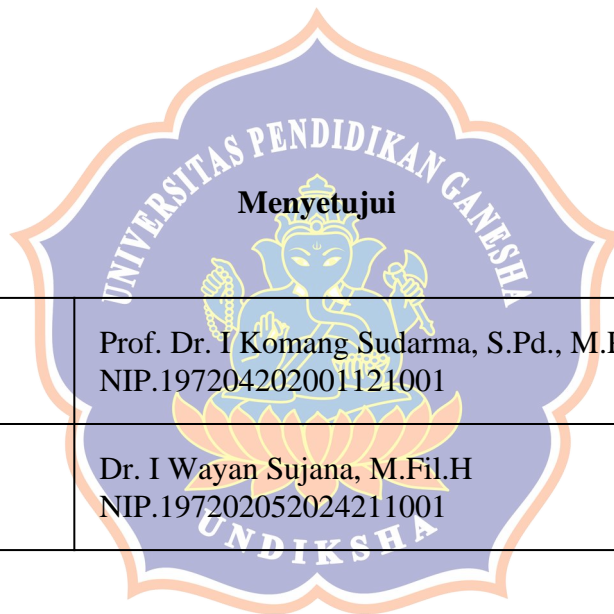 UNIVERSITAS PENDIDIKAN GANESHA
Menyetujui
Prof. Dr. I Komang Sudarma, S.Pd., M.
NIP.197204202001121001
Dr. I Wayan Sujana, M.Fil.H
NIP.197202052024211001
UNDIKSHA